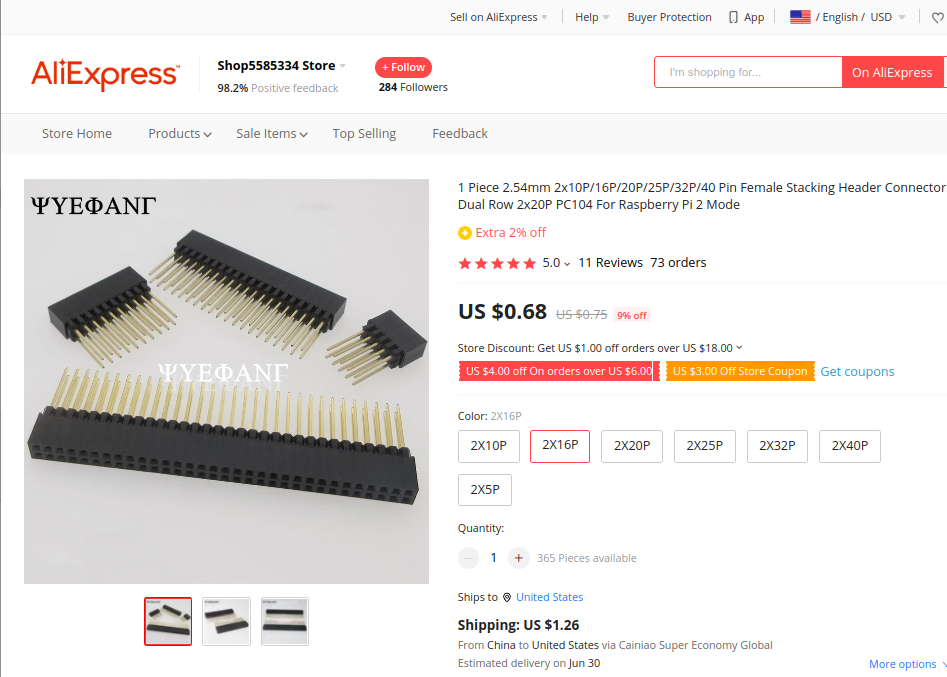 Sell on AliExpress
Help
Buyer Protection
App
/ English / USD
AliExpress™
Shop5585334 Store
98.2% Positive feedback
+ Follow
284 Followers
I'm shopping for...
On AliExpress
Store Home
Products
Sale Items
Top Selling
Feedback
ΨYEΦANΓ
ΨYEΦANΓ
1 Piece 2.54mm 2x10P/16P/20P/25P/32P/40 Pin Female Stacking Header Connector
Dual Row 2x20P PC104 For Raspberry Pi 2 Mode
Extra 2% off
5.0
11 Reviews
73 orders
US $0.68
US $0.75
9% off
Store Discount: Get US $1.00 off orders over US $18.00
US $4.00 off On orders over US $6.00
US $3.00 Off Store Coupon
Get coupons
Color: 2X16P
2X10P
2X16P
2X20P
2X25P
2X32P
2X40P
2X5P
Quantity:
1
+
365 Pieces available
Ships to
United States
Shipping: US $1.26
From China to United States via Cainiao Super Economy Global
Estimated delivery on Jun 30
More options